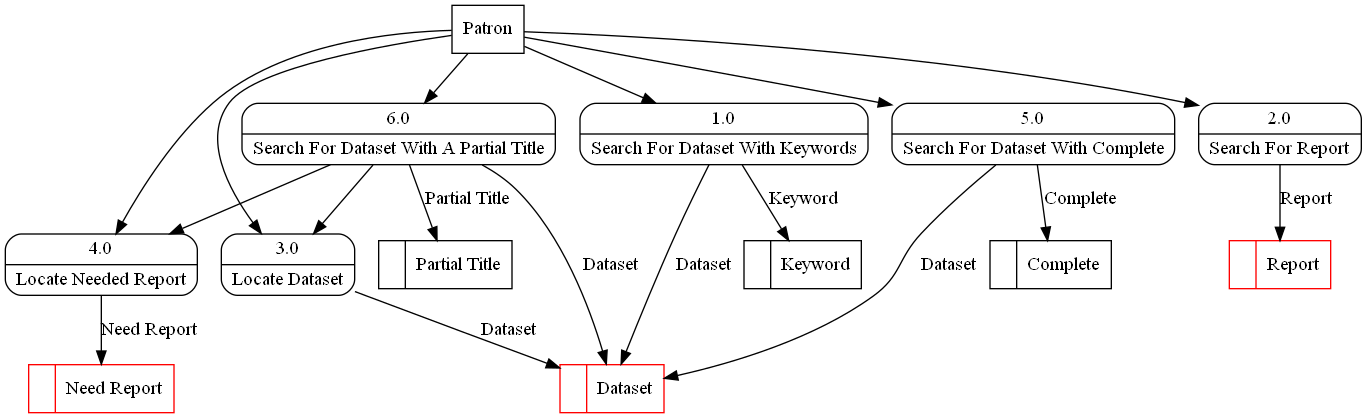 Patron
6.0
Search For Dataset With A Partial Title
1.0
Search For Dataset With Keywords
5.0
Search For Dataset With Complete
2.0
Search For Report
Partial Title
Keyword
Complete
Report
4.0
Locate Needed Report
3.0
Locate Dataset
Partial Title
Dataset
Dataset
Keyword
Dataset
Complete
Report
Need Report
Dataset
Need Report
Dataset